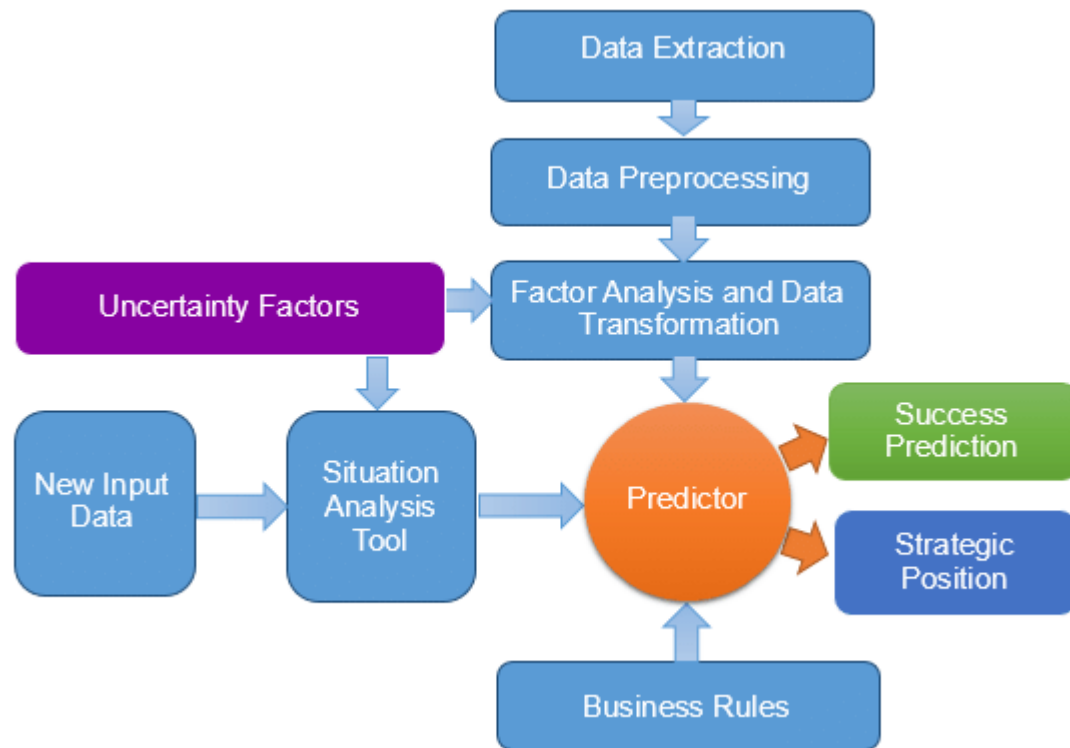 Data Extraction
Data Preprocessing
Uncertainty Factors
Factor Analysis and Data
Transformation
New Input
Data
Situation
Analysis
Tool
Predictor
Success
Prediction
Strategic
Position
Business Rules